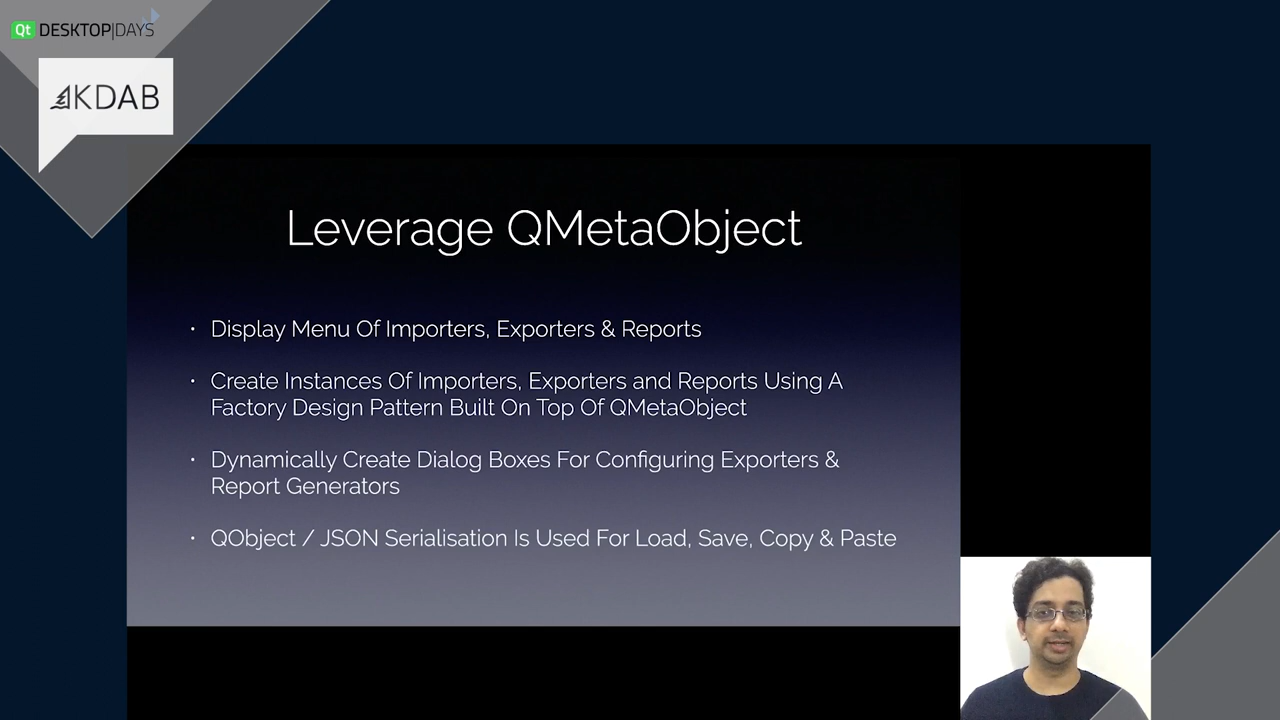 Qt DESKTOP|DAYS
KDAB
Leverage QMetaObject
· Display Menu Of Importers, Exporters & Reports
· Create Instances Of Importers, Exporters and Reports Using A
Factory Design Pattern Built On Top Of QMetaObject
· Dynamically Create Dialog Boxes For Configuring Exporters &
Report Generators
· QObject / JSON Serialisation Is Used For Load, Save, Copy & Paste